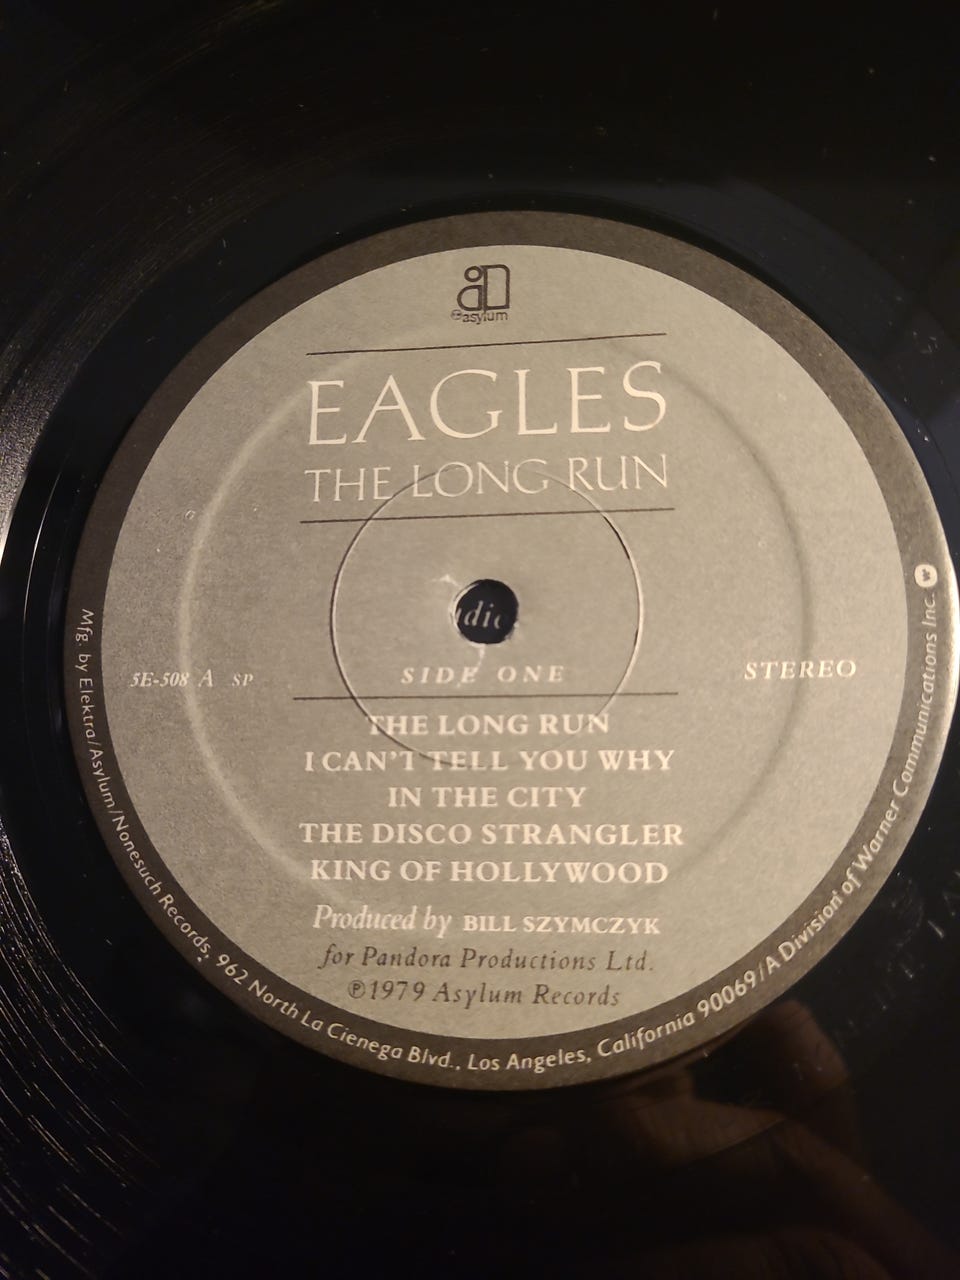 asylum
EAGLES
THE LONG RUN
SIDE ONE
5E-508 A SP
STEREO
THE LONG RUN
I CAN'T TELL YOU WHY
IN THE CITY
THE DISCO STRANGLER
KING OF HOLLYWOOD
Produced by BILL SZYMCZYK
for Pandora Productions Ltd.
℗1979 Asylum Records
Mfg. by Elektra/Asylum/Nonesuch Records, 962 North La Cienega Blvd., Los Angeles, California 90069/A Division of Warner Communications Inc.